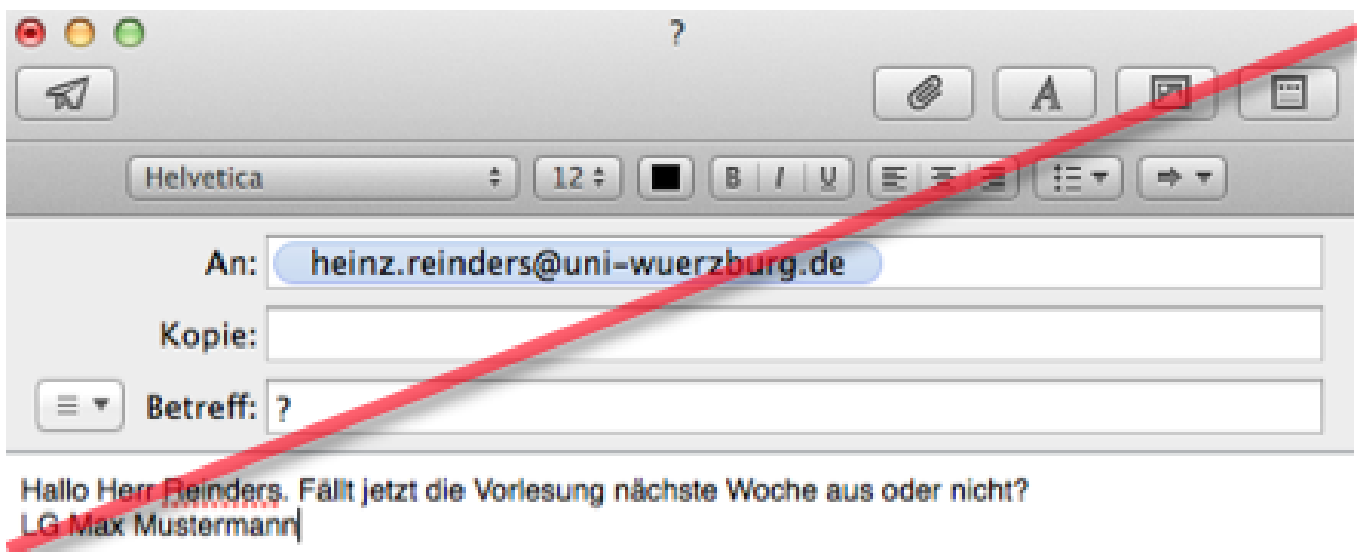 ?
Helvetica 12 B I U
An: heinz.reinders@uni-wuerzburg.de
Kopie:
Betreff: ?
Hallo Herr Reinders. Fällt jetzt die Vorlesung nächste Woche aus oder nicht?
LG Max Mustermann